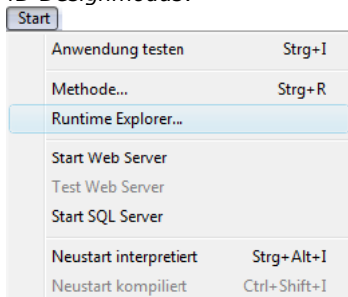 Start
Anwendung testen Strg+I
Methode... Strg+R
Runtime Explorer...
Start Web Server
Test Web Server
Start SQL Server
Neustart interpretiert Strg+Alt+I
Neustart kompiliert Ctrl+Shift+I